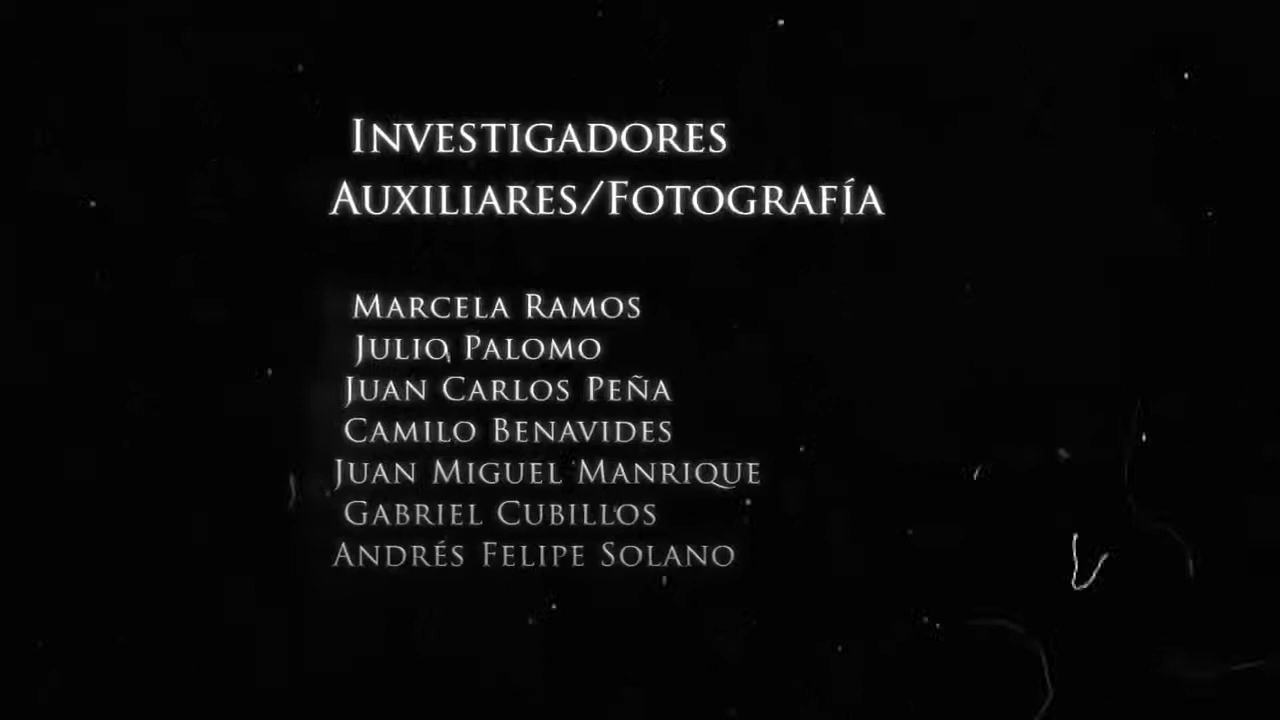 Investigadores
Auxiliares/Fotografía
Marcela Ramos
Julio Palomo
Juan Carlos Peña
Camilo Benavides
Juan Miguel Manrique
Gabriel Cubillos
Andrés Felipe Solano